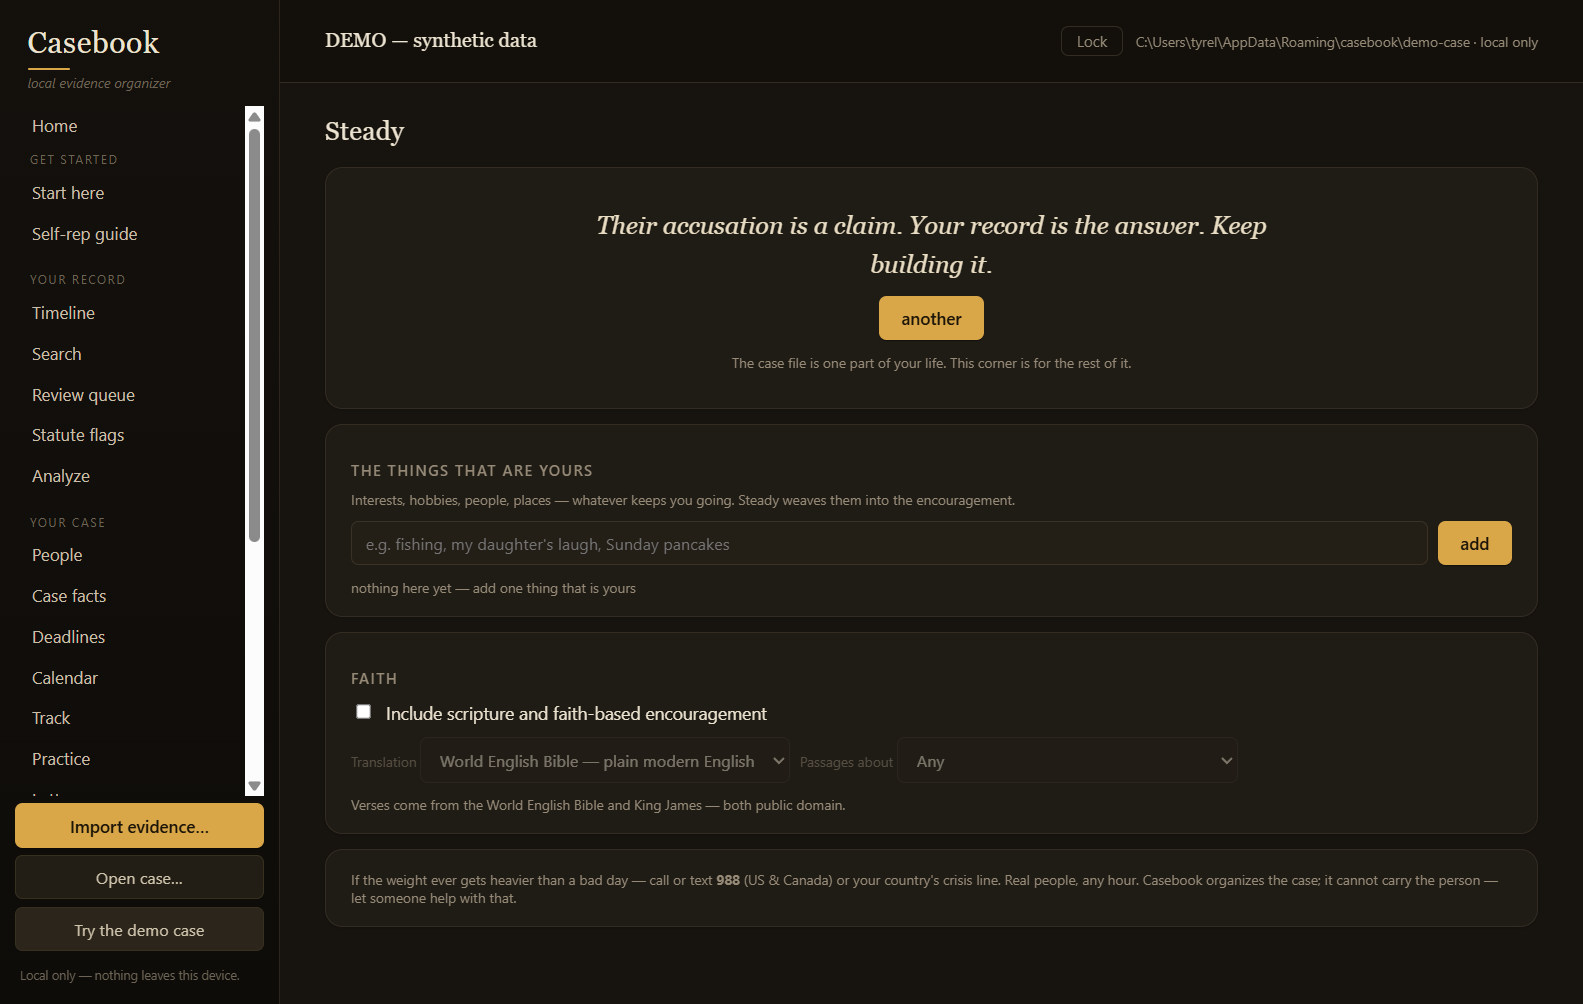 Casebook
local evidence organizer
Home
GET STARTED
Start here
Self-rep guide
YOUR RECORD
Timeline
Search
Review queue
Statute flags
Analyze
YOUR CASE
People
Case facts
Deadlines
Calendar
Track
Practice
Import evidence...
Open case...
Try the demo case
Local only — nothing leaves this device.
DEMO — synthetic data
Lock
C:\Users\tyrel\AppData\Roaming\casebook\demo-case · local only
Steady
Their accusation is a claim. Your record is the answer. Keep
building it.
another
The case file is one part of your life. This corner is for the rest of it.
THE THINGS THAT ARE YOURS
Interests, hobbies, people, places — whatever keeps you going. Steady weaves them into the encouragement.
e.g. fishing, my daughter's laugh, Sunday pancakes
add
nothing here yet — add one thing that is yours
FAITH
Include scripture and faith-based encouragement
Translation World English Bible — plain modern English Passages about Any
Verses come from the World English Bible and King James — both public domain.
If the weight ever gets heavier than a bad day — call or text 988 (US & Canada) or your country's crisis line. Real people, any hour. Casebook organizes the case; it cannot carry the person —
let someone help with that.